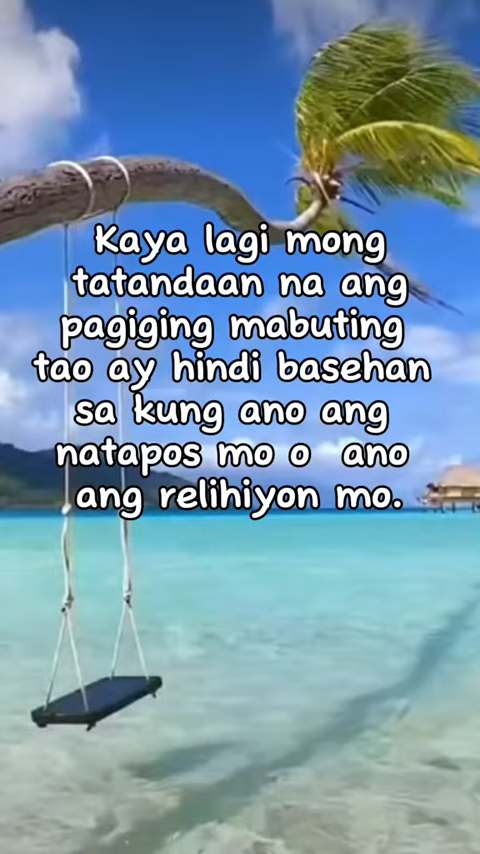 Kaya lagi mong
tatandaan na ang
pagiging mabuting
tao ay hindi basehan
sa kung ano ang
natapos mo o ano
ang relihiyon mo.